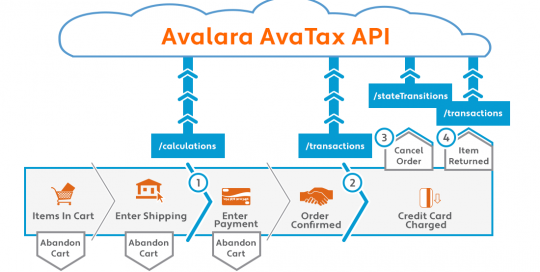 Avalara AvaTax API
/stateTransitions
/transactions
/calculations
/transactions
1
2
3
4
Cancel
Order
Item
Returned
Items In Cart
Enter Shipping
Enter
Payment
Order
Confirmed
Credit Card
Charged
Abandon
Cart
Abandon
Cart
Abandon
Cart